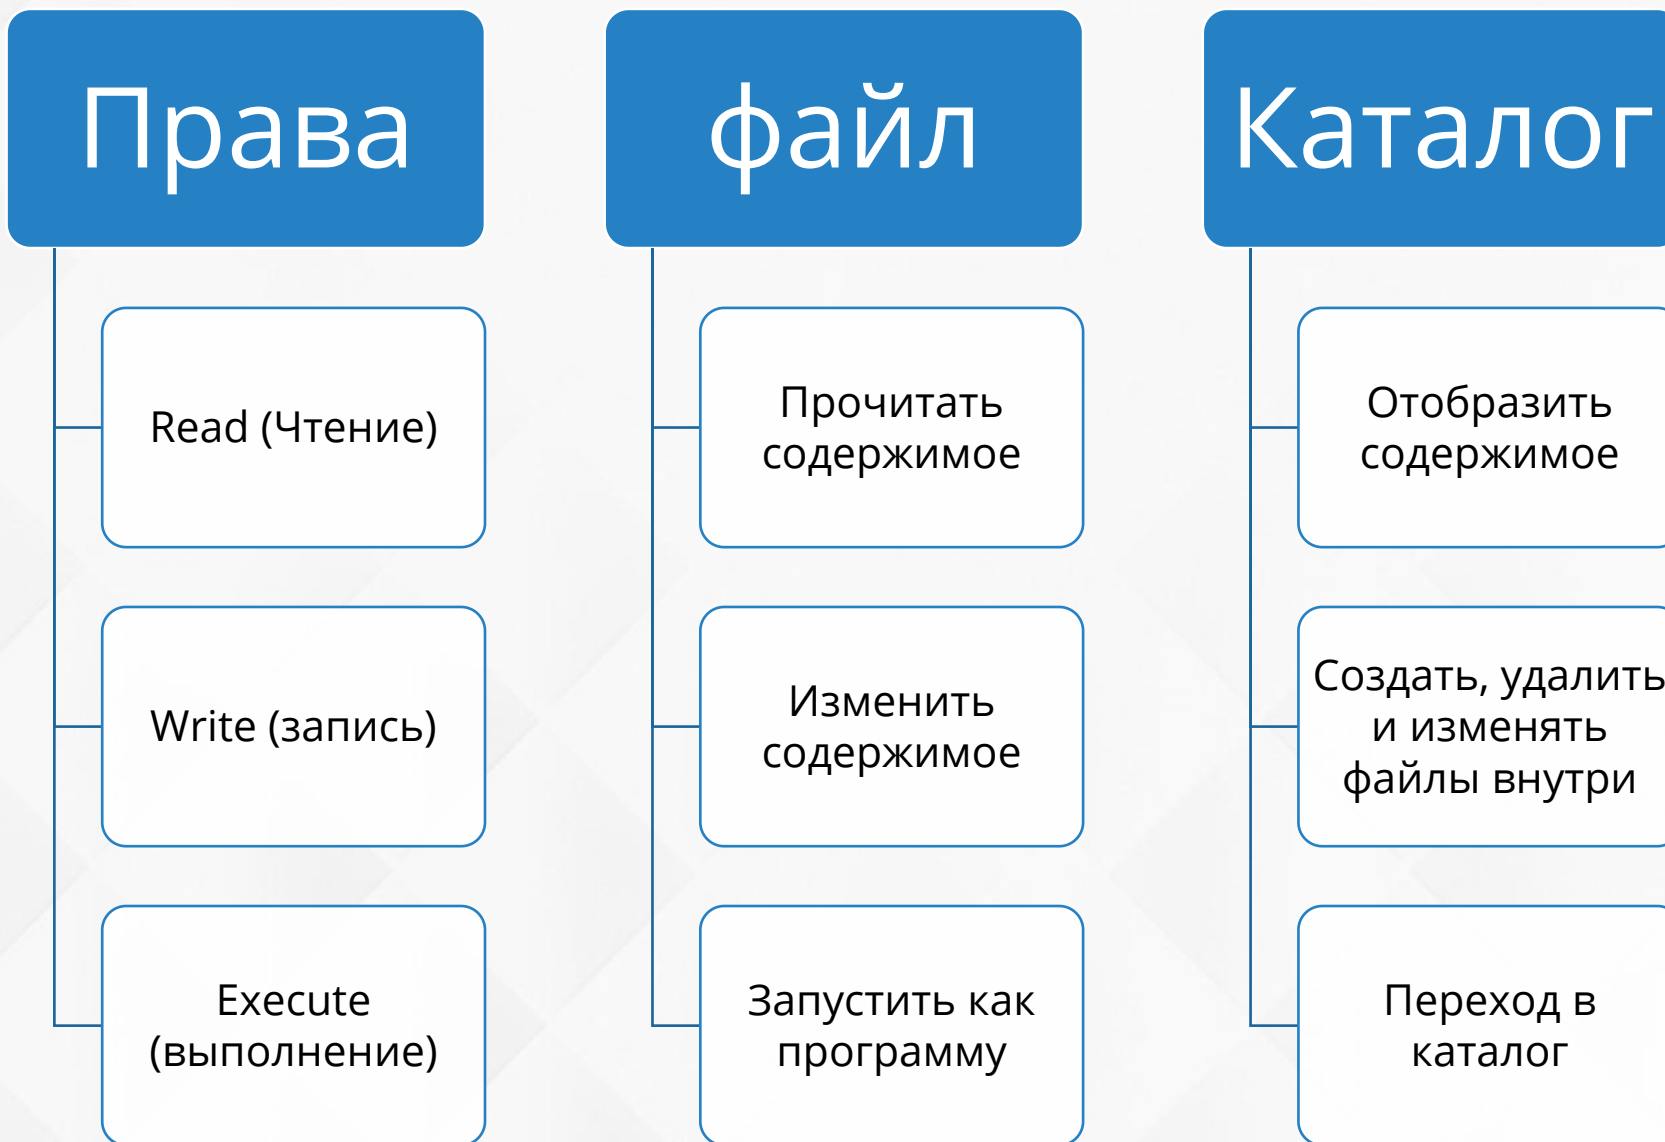 Права
Read (Чтение)
Write (запись)
Execute
(выполнение)
файл
Прочитать
содержимое
Изменить
содержимое
Запустить как
программу
Каталог
Отобразить
содержимое
Создать, удалить
и изменять
файлы внутри
Переход в
каталог